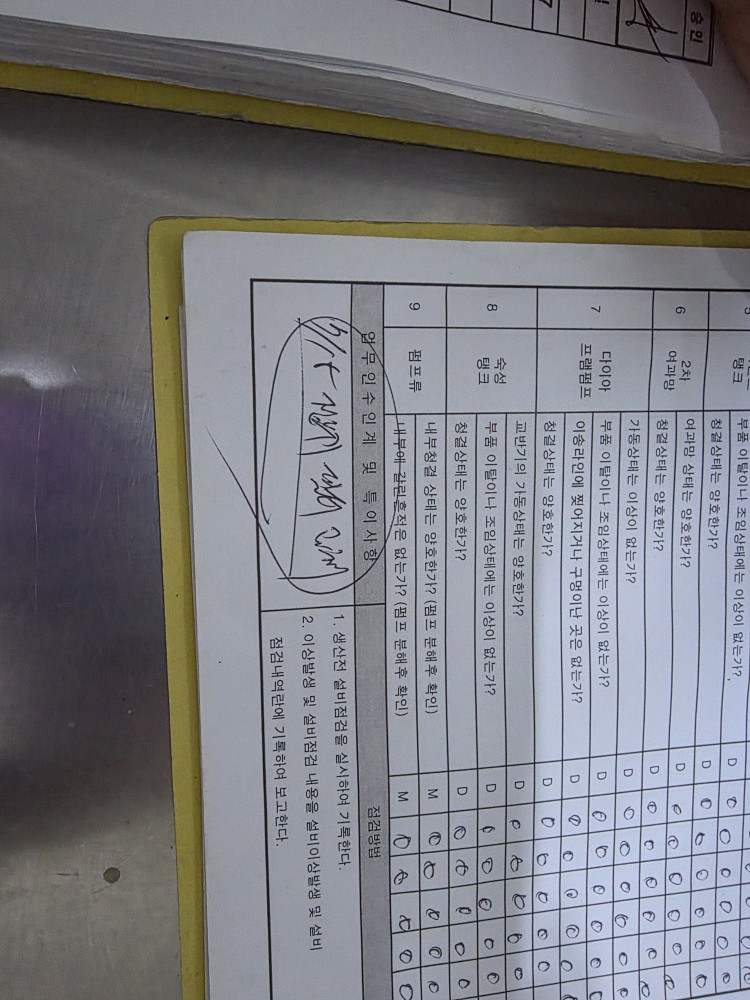 승인
탱크
부품 이탈이나 조임상태에는 이상이 없는가?
청결상태는 양호한가?
6
2차
여과망
여과망 상태는 양호한가?
청결상태는 양호한가?
7
다이아
프램펌프
가동상태는 이상이 없는가?
부품 이탈이나 조임상태에는 이상이 없는가?
이송라인에 찢어지거나 구멍이난 곳은 없는가?
청결상태는 양호한가?
8
숙성
탱크
교반기의 가동상태는 양호한가?
부품 이탈이나 조임상태에는 이상이 없는가?
청결상태는 양호한가?
9
펌프류
내부청결 상태는 양호한가? (펌프 분해후 확인)
내부에 갈린흔적은 없는가? (펌프 분해후 확인)
D
D
D
D
D
D
D
D
D
D
D
M
M
업무인수인계 및 특이사항
점검방법
1. 생산전 설비점검을 실시하여 기록한다.
2. 이상발생 및 설비점검 내용을 설비이상발생 및 설비
점검내역란에 기록하여 보고한다.